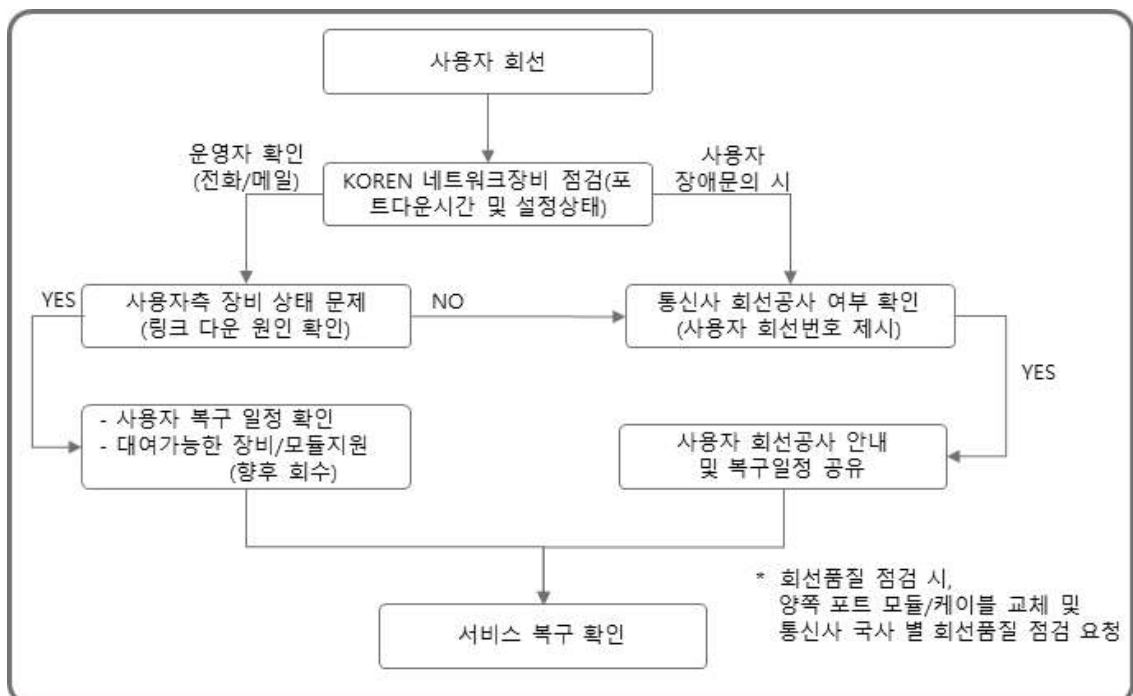 사용자 회선
운영자 확인
(전화/메일)
사용자
장애문의 시
KOREN 네트워크장비 점검(포
트다운시간 및 설정상태)
YES
사용자측 장비 상태 문제
(링크 다운 원인 확인)
NO
통신사 회선공사 여부 확인
(사용자 회선번호 제시)
YES
- 사용자 복구 일정 확인
- 대여가능한 장비/모듈지원
(향후 회수)
사용자 회선공사 안내
및 복구일정 공유
* 회선품질 점검 시,
양쪽 포트 모듈/케이블 교체 및
통신사 국사 별 회선품질 점검 요청
서비스 복구 확인